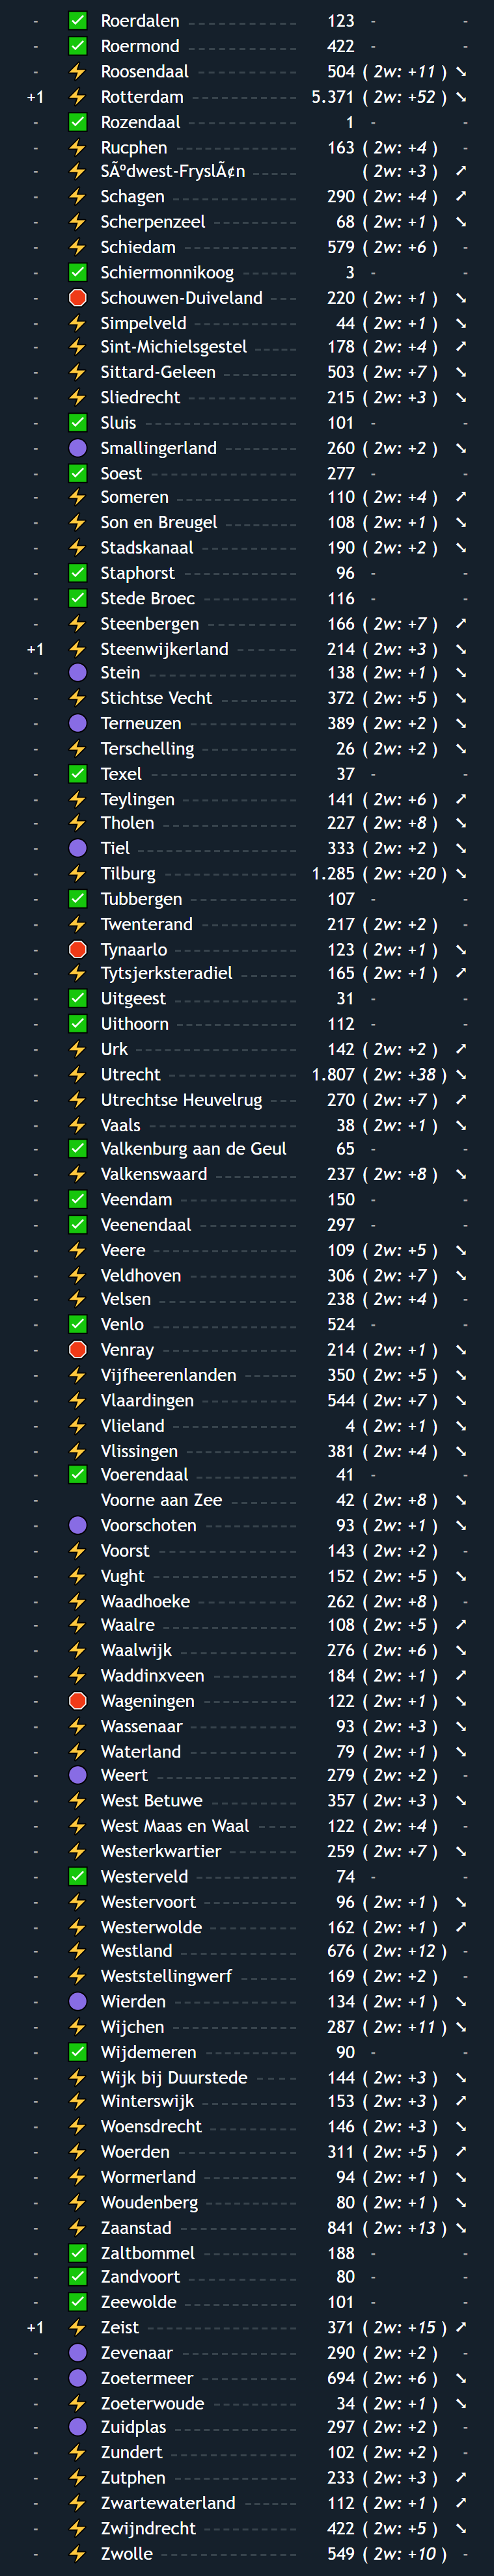 - ✅ Roerdalen 123 - -
- ✅ Roermond 422 - -
- ⚡ Roosendaal 504 ( 2w: +11 ) ↘
+1 ⚡ Rotterdam 5.371 ( 2w: +52 ) ↘
- ✅ Rozendaal 1 - -
- ⚡ Rucphen 163 ( 2w: +4 ) -
- ⚡ SÃºdwest-FryslÃ¢n ( 2w: +3 ) ↗
- ⚡ Schagen 290 ( 2w: +4 ) ↗
- ⚡ Scherpenzeel 68 ( 2w: +1 ) ↘
- ⚡ Schiedam 579 ( 2w: +6 ) -
- ✅ Schiermonnikoog 3 - -
- 🛑 Schouwen-Duiveland 220 ( 2w: +1 ) ↘
- ⚡ Simpelveld 44 ( 2w: +1 ) ↘
- ⚡ Sint-Michielsgestel 178 ( 2w: +4 ) ↗
- ⚡ Sittard-Geleen 503 ( 2w: +7 ) ↘
- ⚡ Sliedrecht 215 ( 2w: +3 ) ↘
- ✅ Sluis 101 - -
- 🟣 Smallingerland 260 ( 2w: +2 ) ↘
- ✅ Soest 277 - -
- ⚡ Someren 110 ( 2w: +4 ) ↗
- ⚡ Son en Breugel 108 ( 2w: +1 ) ↘
- ⚡ Stadskanaal 190 ( 2w: +2 ) ↘
- ✅ Staphorst 96 - -
- ✅ Stede Broec 116 - -
- ⚡ Steenbergen 166 ( 2w: +7 ) ↗
+1 ⚡ Steenwijkerland 214 ( 2w: +3 ) ↘
- 🟣 Stein 138 ( 2w: +1 ) ↘
- ⚡ Stichtse Vecht 372 ( 2w: +5 ) ↘
- 🟣 Terneuzen 389 ( 2w: +2 ) ↘
- ⚡ Terschelling 26 ( 2w: +2 ) ↘
- ✅ Texel 37 - -
- ⚡ Teylingen 141 ( 2w: +6 ) ↗
- ⚡ Tholen 227 ( 2w: +8 ) ↘
- 🟣 Tiel 333 ( 2w: +2 ) ↘
- ⚡ Tilburg 1.285 ( 2w: +20 ) ↘
- ✅ Tubbergen 107 - -
- ⚡ Twenterand 217 ( 2w: +2 ) -
- 🛑 Tynaarlo 123 ( 2w: +1 ) ↘
- ⚡ Tytsjerksteradiel 165 ( 2w: +1 ) ↗
- ✅ Uitgeest 31 - -
- ✅ Uithoorn 112 - -
- ⚡ Urk 142 ( 2w: +2 ) ↗
- ⚡ Utrecht 1.807 ( 2w: +38 ) ↘
- ⚡ Utrechtse Heuvelrug 270 ( 2w: +7 ) ↗
- ⚡ Vaals 38 ( 2w: +1 ) ↘
- ✅ Valkenburg aan de Geul 65 - -
- ⚡ Valkenswaard 237 ( 2w: +8 ) ↘
- ✅ Veendam 150 - -
- ✅ Veenendaal 297 - -
- ⚡ Veere 109 ( 2w: +5 ) ↘
- ⚡ Veldhoven 306 ( 2w: +7 ) ↘
- ⚡ Velsen 238 ( 2w: +4 ) -
- ✅ Venlo 524 - -
- 🛑 Venray 214 ( 2w: +1 ) ↘
- ⚡ Vijfheerenlanden 350 ( 2w: +5 ) ↘
- ⚡ Vlaardingen 544 ( 2w: +7 ) ↘
- ⚡ Vlieland 4 ( 2w: +1 ) ↘
- ⚡ Vlissingen 381 ( 2w: +4 ) ↘
- ✅ Voerendaal 41 - -
- Voorne aan Zee 42 ( 2w: +8 ) ↘
- 🟣 Voorschoten 93 ( 2w: +1 ) ↘
- ⚡ Voorst 143 ( 2w: +2 ) -
- ⚡ Vught 152 ( 2w: +5 ) ↘
- ⚡ Waadhoeke 262 ( 2w: +8 ) -
- ⚡ Waalre 108 ( 2w: +5 ) ↗
- ⚡ Waalwijk 276 ( 2w: +6 ) ↘
- ⚡ Waddinxveen 184 ( 2w: +1 ) ↗
- 🛑 Wageningen 122 ( 2w: +1 ) ↘
- ⚡ Wassenaar 93 ( 2w: +3 ) ↘
- ⚡ Waterland 79 ( 2w: +1 ) ↘
- 🟣 Weert 279 ( 2w: +2 ) -
- ⚡ West Betuwe 357 ( 2w: +3 ) ↘
- ⚡ West Maas en Waal 122 ( 2w: +4 ) -
- ⚡ Westerkwartier 259 ( 2w: +7 ) ↘
- ✅ Westerveld 74 - -
- ⚡ Westervoort 96 ( 2w: +1 ) ↘
- ⚡ Westerwolde 162 ( 2w: +1 ) ↗
- ⚡ Westland 676 ( 2w: +12 ) -
- ⚡ Weststellingwerf 169 ( 2w: +2 ) -
- 🟣 Wierden 134 ( 2w: +1 ) ↘
- ⚡ Wijchen 287 ( 2w: +11 ) ↘
- ✅ Wijdemeren 90 - -
- ⚡ Wijk bij Duurstede 144 ( 2w: +3 ) ↘
- ⚡ Winterswijk 153 ( 2w: +3 ) ↗
- ⚡ Woensdrecht 146 ( 2w: +3 ) ↘
- ⚡ Woerden 311 ( 2w: +5 ) ↗
- ⚡ Wormerland 94 ( 2w: +1 ) ↘
- ⚡ Woudenberg 80 ( 2w: +1 ) ↘
- ⚡ Zaanstad 841 ( 2w: +13 ) ↘
- ✅ Zaltbommel 188 - -
- ✅ Zandvoort 80 - -
- ✅ Zeewolde 101 - -
+1 ⚡ Zeist 371 ( 2w: +15 ) ↗
- 🟣 Zevenaar 290 ( 2w: +2 ) -
- 🟣 Zoetermeer 694 ( 2w: +6 ) ↘
- ⚡ Zoeterwoude 34 ( 2w: +1 ) ↘
- 🟣 Zuidplas 297 ( 2w: +2 ) -
- ⚡ Zundert 102 ( 2w: +2 ) -
- ⚡ Zutphen 233 ( 2w: +3 ) ↗
- ⚡ Zwartewaterland 112 ( 2w: +1 ) ↗
- ⚡ Zwijndrecht 422 ( 2w: +5 ) ↘
- ⚡ Zwolle 549 ( 2w: +10 ) -